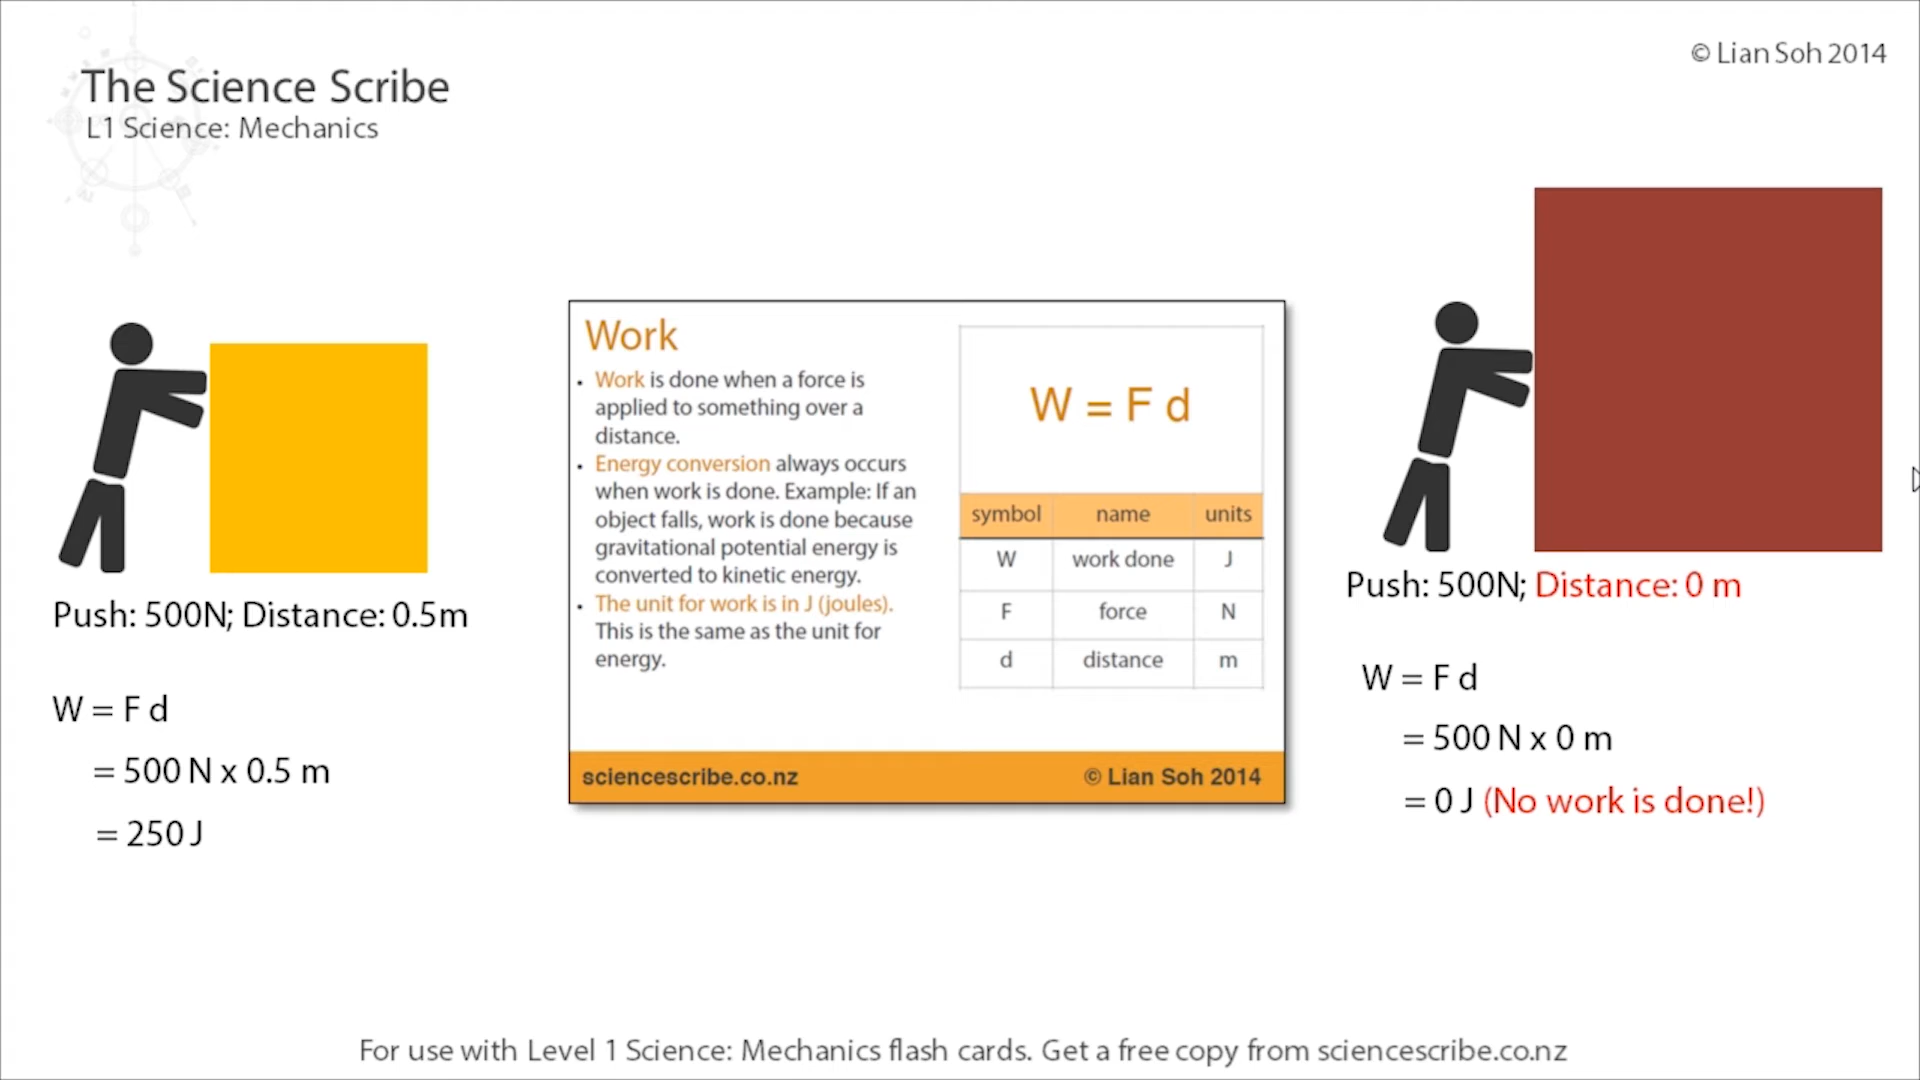 The Science Scribe
L1 Science: Mechanics
© Lian Soh 2014
Push: 500N; Distance: 0.5m
W = F d
= 500 N x 0.5 m
= 250 J
Work
• Work is done when a force is
applied to something over a
distance.
• Energy conversion always occurs
when work is done. Example: If an
object falls, work is done because
gravitational potential energy is
converted to kinetic energy.
• The unit for work is in J (joules).
This is the same as the unit for
energy.
W = F d
symbol name units
W work done J
F force N
d distance m
sciencescribe.co.nz © Lian Soh 2014
Push: 500N; Distance: 0 m
W = F d
= 500 N x 0 m
= 0 J (No work is done!)
For use with Level 1 Science: Mechanics flash cards. Get a free copy from sciencescribe.co.nz